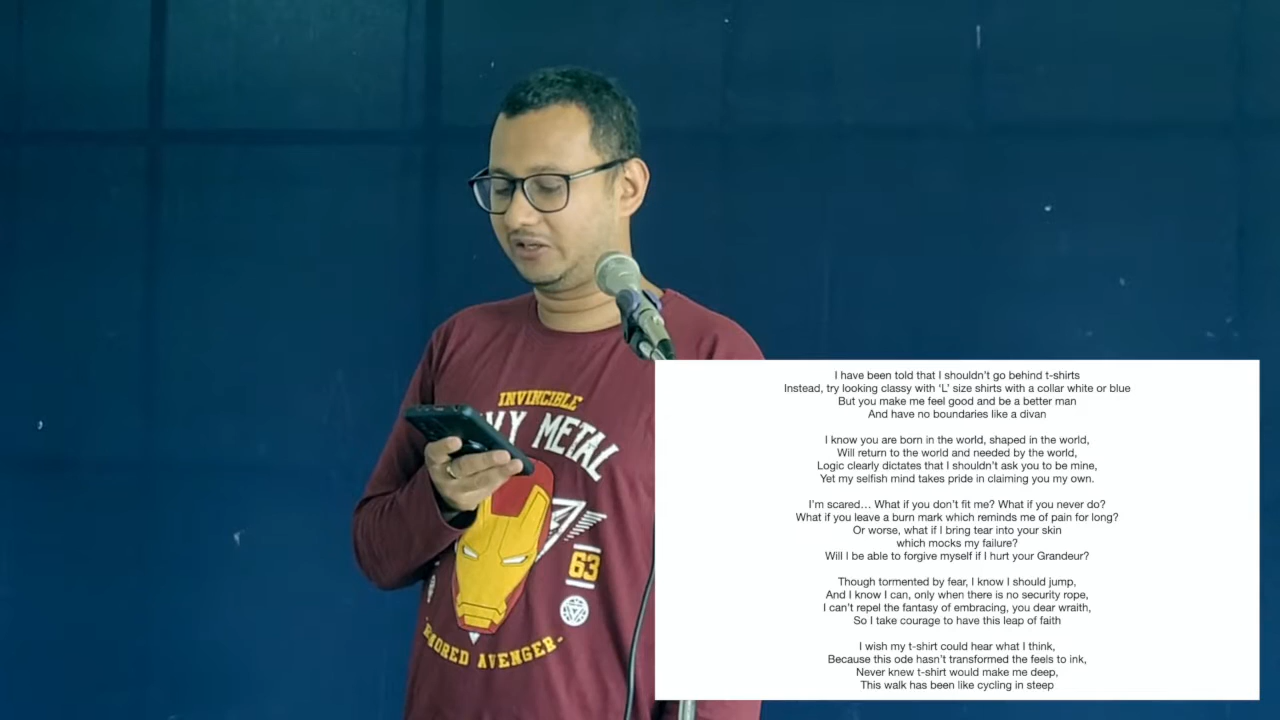 INVINCIBLE
VY METAL
63
ORED AVENGER-
I have been told that I shouldn't go behind t-shirts
Instead, try looking classy with 'L' size shirts with a collar white or blue
But you make me feel good and be a better man
And have no boundaries like a divan
I know you are born in the world, shaped in the world,
Will return to the world and needed by the world,
Logic clearly dictates that I shouldn't ask you to be mine,
Yet my selfish mind takes pride in claiming you my own.
I'm scared… What if you don't fit me? What if you never do?
What if you leave a burn mark which reminds me of pain for long?
Or worse, what if I bring tear into your skin
which mocks my failure?
Will I be able to forgive myself if I hurt your Grandeur?
Though tormented by fear, I know I should jump,
And I know I can, only when there is no security rope,
I can't repel the fantasy of embracing, you dear wraith,
So I take courage to have this leap of faith
I wish my t-shirt could hear what I think,
Because this ode hasn't transformed the feels to ink,
Never knew t-shirt would make me deep,
This walk has been like cycling in steep